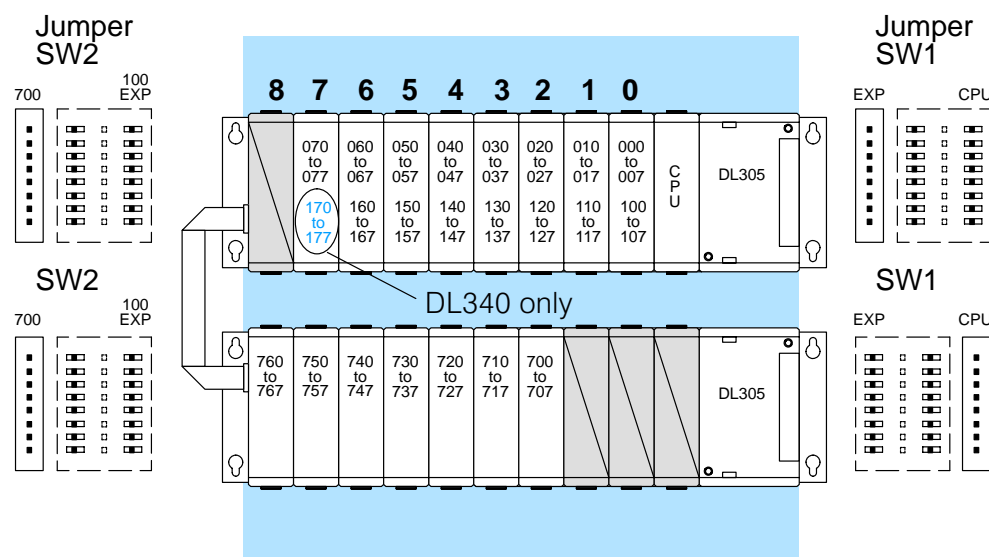 Jumper
SW2
Jumper
SW1
700
100
EXP
EXP
CPU
8 7 6 5 4 3 2 1 0
070 to 077
060 to 067
050 to 057
040 to 047
030 to 037
020 to 027
010 to 017
000 to 007
CPU
DL305
170 to 177
160 to 167
150 to 157
140 to 147
130 to 137
120 to 127
110 to 117
100 to 107
DL340 only
SW2
SW1
700
100
EXP
EXP
CPU
760 to 767
750 to 757
740 to 747
730 to 737
720 to 727
710 to 717
700 to 707
DL305